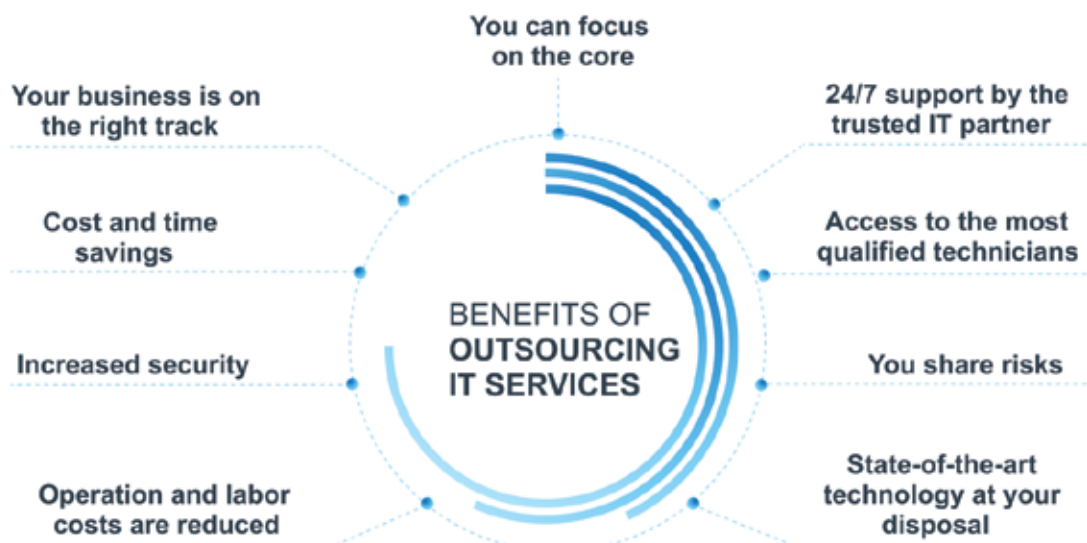 You can focus
on the core
24/7 support by the
trusted IT partner
Access to the most
qualified technicians
You share risks
State-of-the-art
technology at your
disposal
Operation and labor
costs are reduced
Increased security
Cost and time
savings
Your business is on
the right track
BENEFITS OF
OUTSOURCING
IT SERVICES